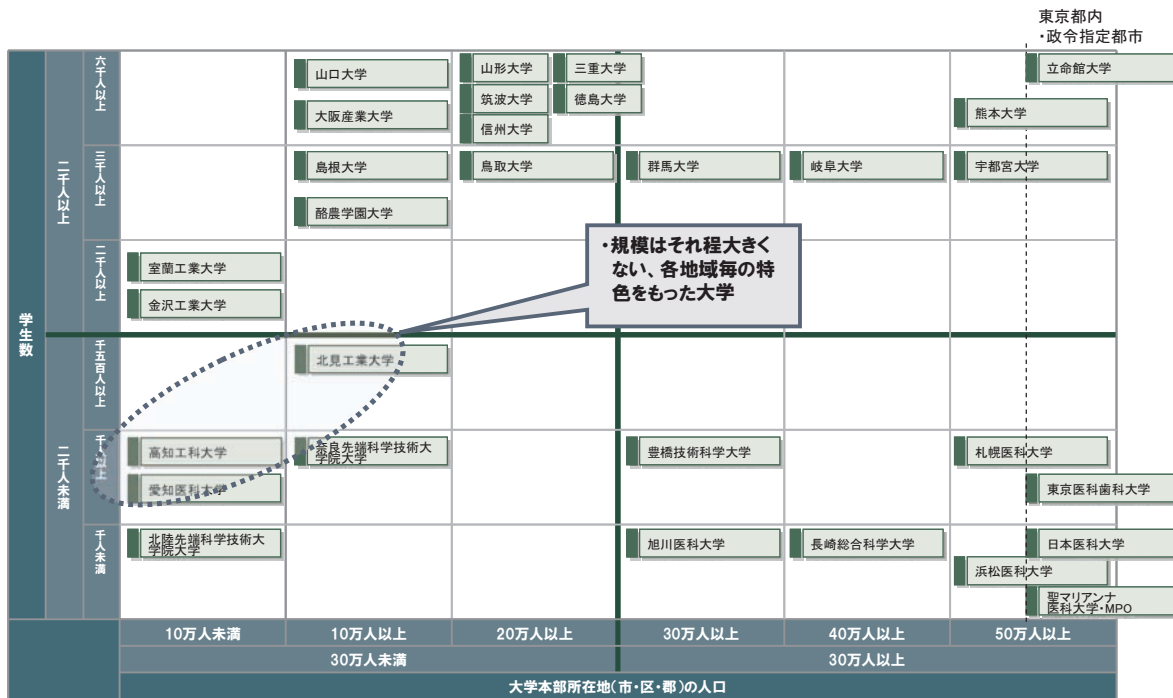 東京都内
・政令指定都市
学生数
二千人以上
二千人未満
六千人以上
山口大学
大阪産業大学
山形大学
三重大学
筑波大学
徳島大学
信州大学
立命館大学
熊本大学
三千人以上
島根大学
酪農学園大学
鳥取大学
群馬大学
岐阜大学
宇都宮大学
・規模はそれ程大きく
ない、各地域毎の特
色をもった大学
二千人以上
室蘭工業大学
金沢工業大学
千五百人以上
北見工業大学
千人以上
高知工科大学
愛知医科大学
奈良先端科学技術大
学院大学
豊橋技術科学大学
札幌医科大学
東京医科歯科大学
千人未満
北陸先端科学技術大
学院大学
旭川医科大学
長崎総合科学大学
日本医科大学
浜松医科大学
聖マリアンナ
医科大学・MPO
10万人未満
10万人以上
20万人以上
30万人以上
40万人以上
50万人以上
30万人未満
30万人以上
大学本部所在地(市・区・郡)の人口